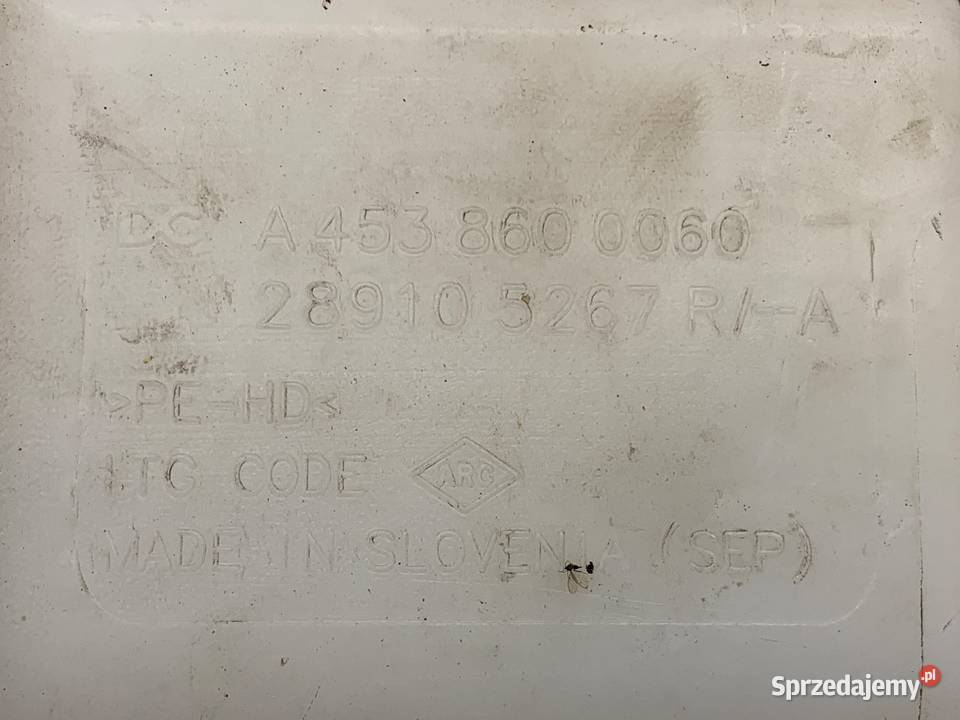 DC A 453 860 0060
28910 5267 R/--A
>PE-HD<
ITG CODE ARC
MADE IN SLOVENIA (SEP)
Sprzedajemy.pl